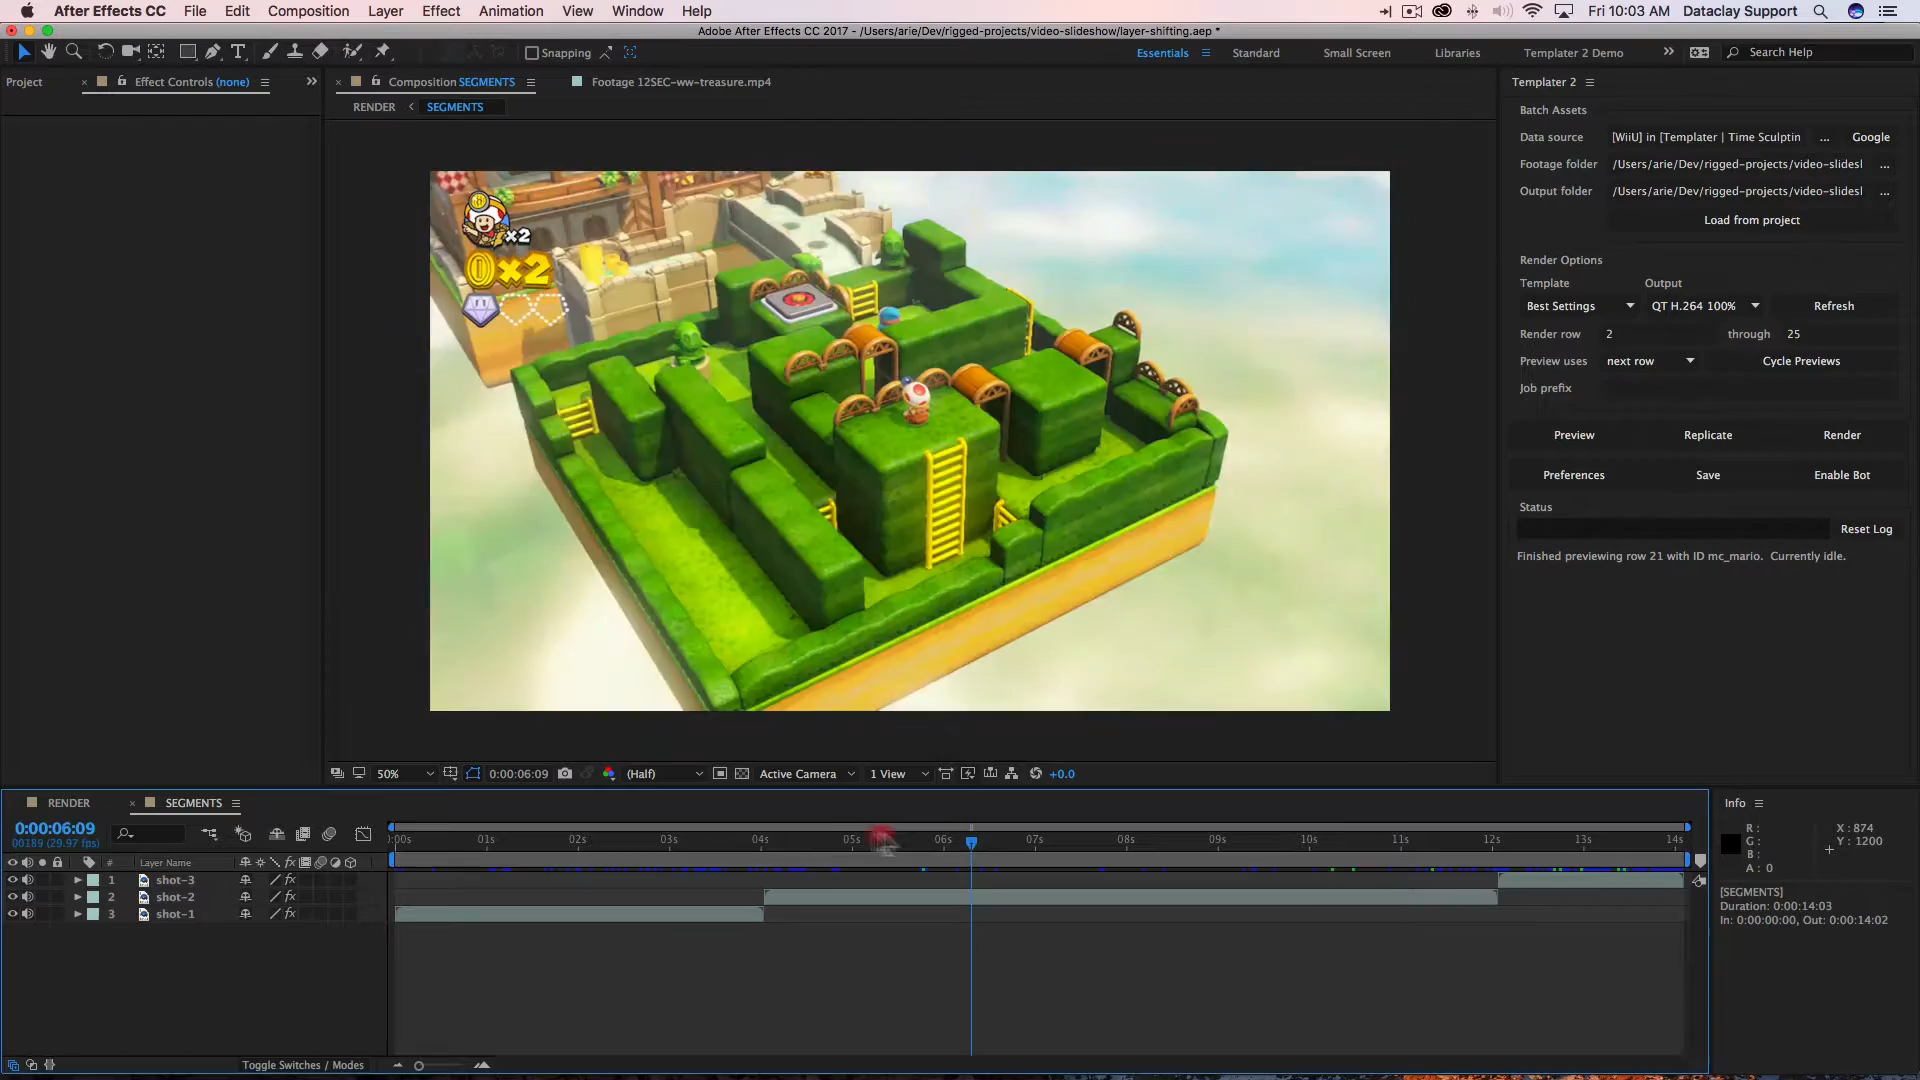 After Effects CC File Edit Composition Layer Effect Animation View Window Help Fri 10:03 AM Dataclay Support
Adobe After Effects CC 2017 - /Users/arie/Dev/rigged-projects/video-slideshow/layer-shifting.aep *
Snapping Essentials Standard Small Screen Libraries Templater 2 Demo Search Help
Project Effect Controls (none) Composition SEGMENTS Footage 12SEC-ww-treasure.mp4 Templater 2
RENDER SEGMENTS
Batch Assets
Data source [WiiU] in [Templater | Time Sculptin ... Google
Footage folder /Users/arie/Dev/rigged-projects/video-slidesl ...
Output folder /Users/arie/Dev/rigged-projects/video-slidesl ...
Load from project
x2
x2
Render Options
Template Output
Best Settings QT H.264 100% Refresh
Render row 2 through 25
Preview uses next row Cycle Previews
Job prefix
Preview Replicate Render
Preferences Save Enable Bot
Status
Reset Log
Finished previewing row 21 with ID mc_mario. Currently idle.
50% 0:00:06:09 (Half) Active Camera 1 View +0.0
RENDER SEGMENTS
0:00:06:09
00189 (29.97 fps)
:00s 01s 02s 03s 04s 05s 06s 07s 08s 09s 10s 11s 12s 13s 14s
# Layer Name
1 shot-3
2 shot-2
3 shot-1
Toggle Switches / Modes
Info
R: X: 874
G: Y: 1200
B:
A: 0
[SEGMENTS]
Duration: 0:00:14:03
In: 0:00:00:00, Out: 0:00:14:02